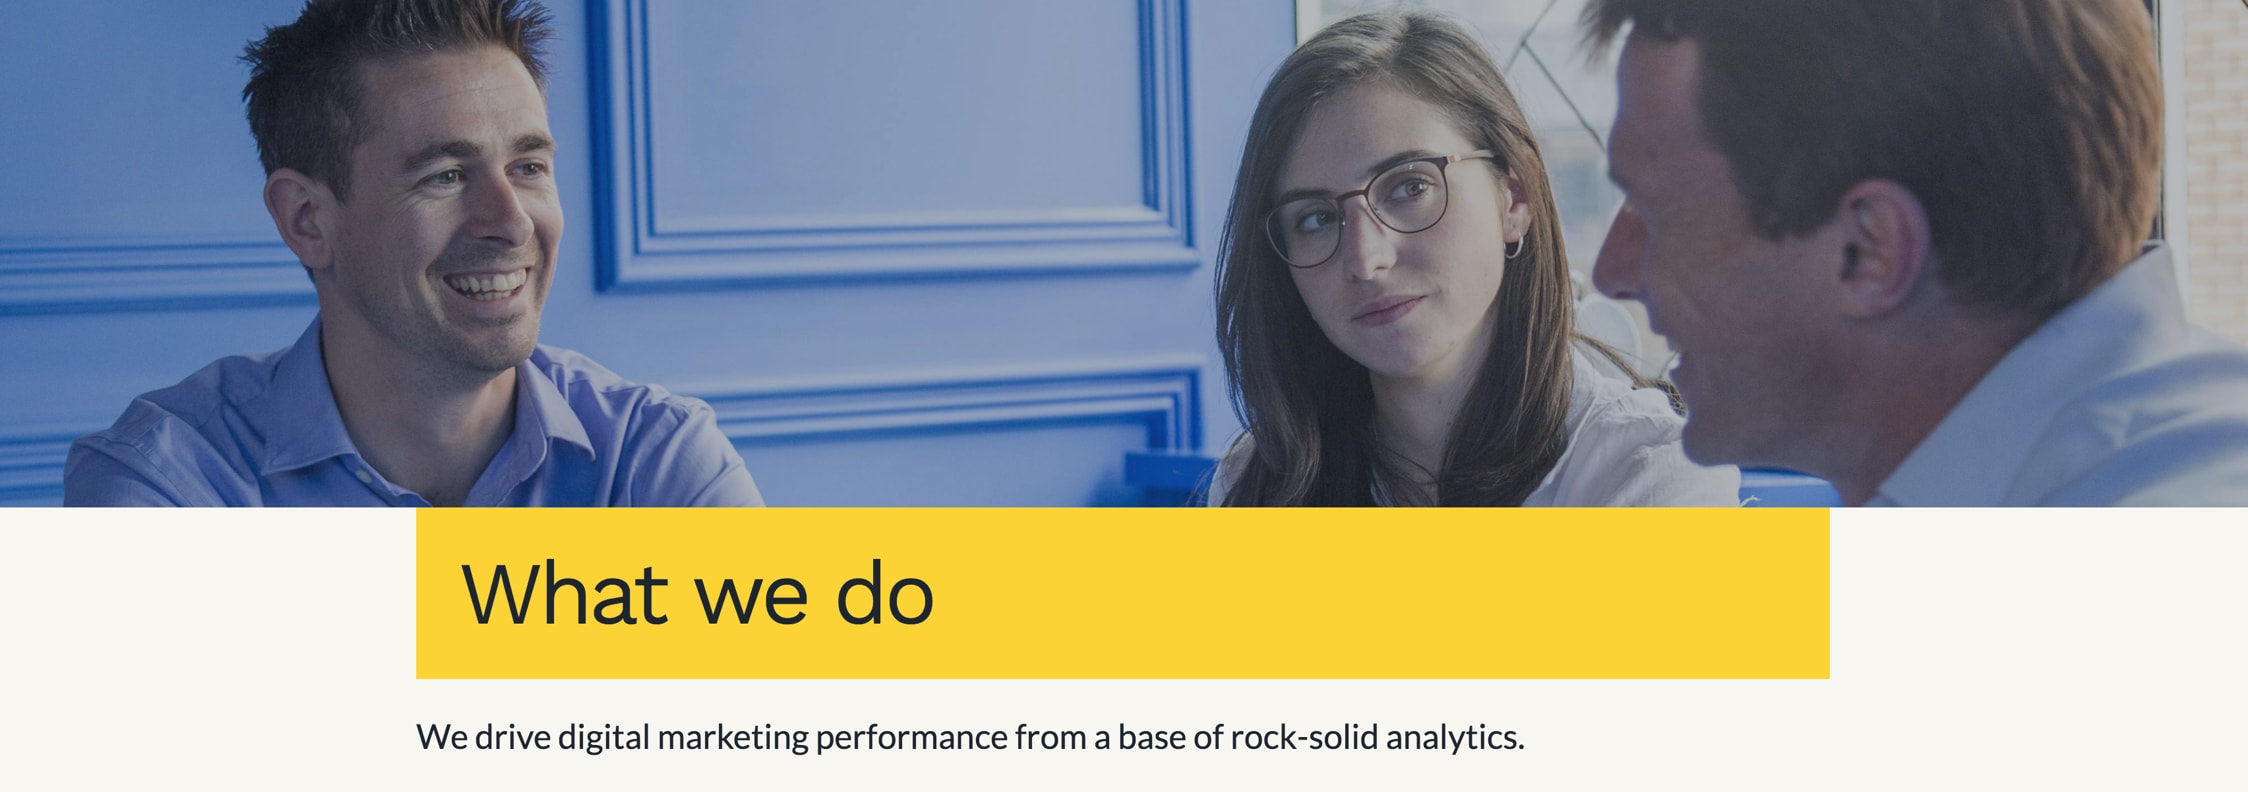 What we do
We drive digital marketing performance from a base of rock-solid analytics.